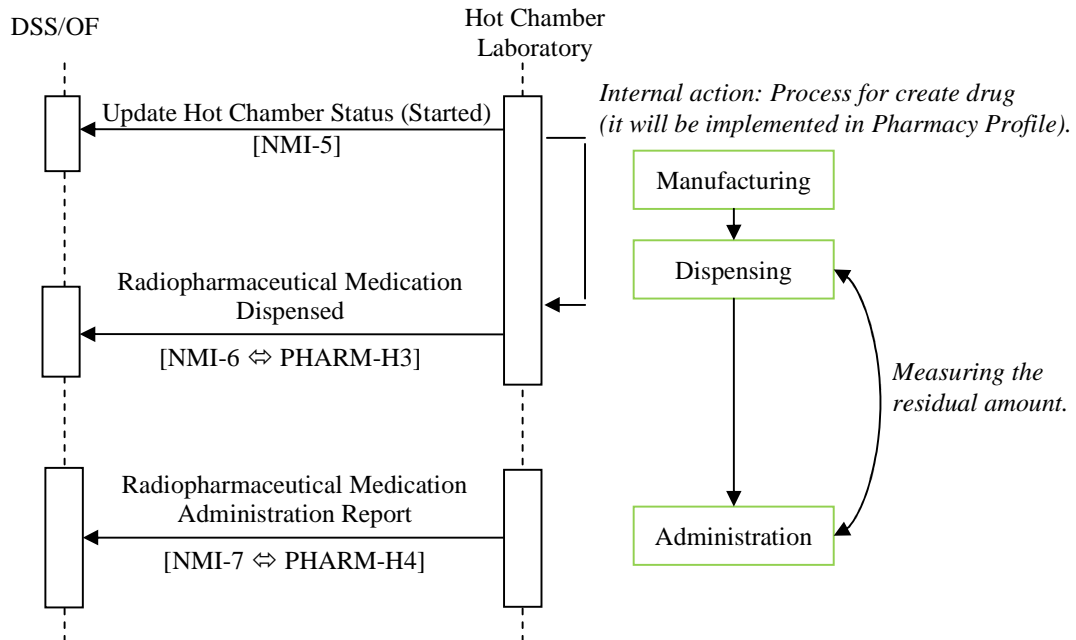 DSS/OF
Hot Chamber
Laboratory
Update Hot Chamber Status (Started)
[NMI-5]
Internal action: Process for create drug
(it will be implemented in Pharmacy Profile).
Manufacturing
Dispensing
Radiopharmaceutical Medication
Dispensed
[NMI-6 ⇔ PHARM-H3]
Measuring the
residual amount.
Radiopharmaceutical Medication
Administration Report
[NMI-7 ⇔ PHARM-H4]
Administration